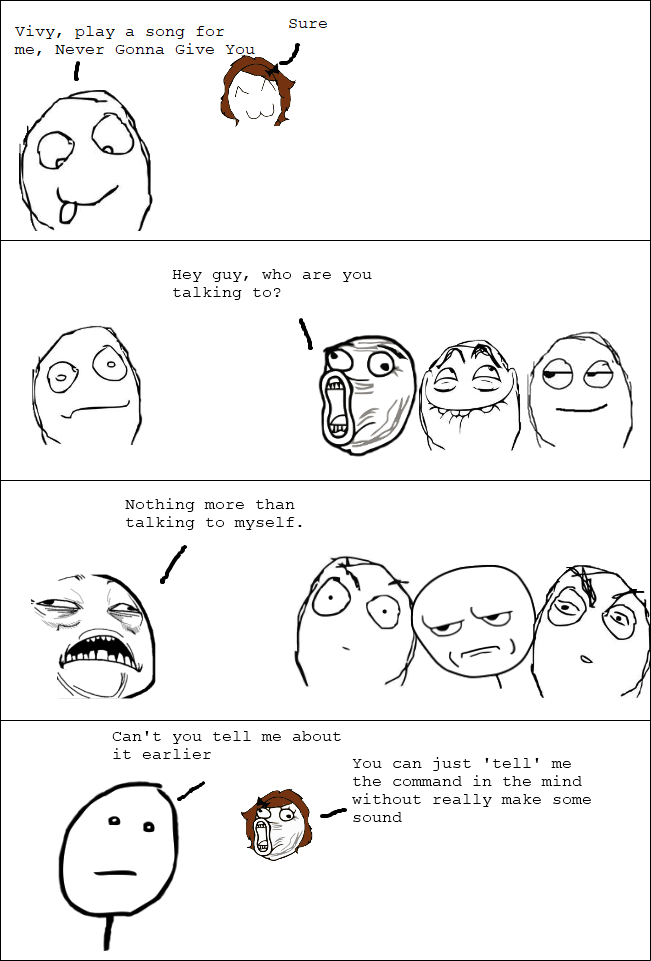 Vivy, play a song for
me, Never Gonna Give You
Sure
Hey guy, who are you
talking to?
Nothing more than
talking to myself.
Can't you tell me about
it earlier
You can just 'tell' me
the command in the mind
without really make some
sound